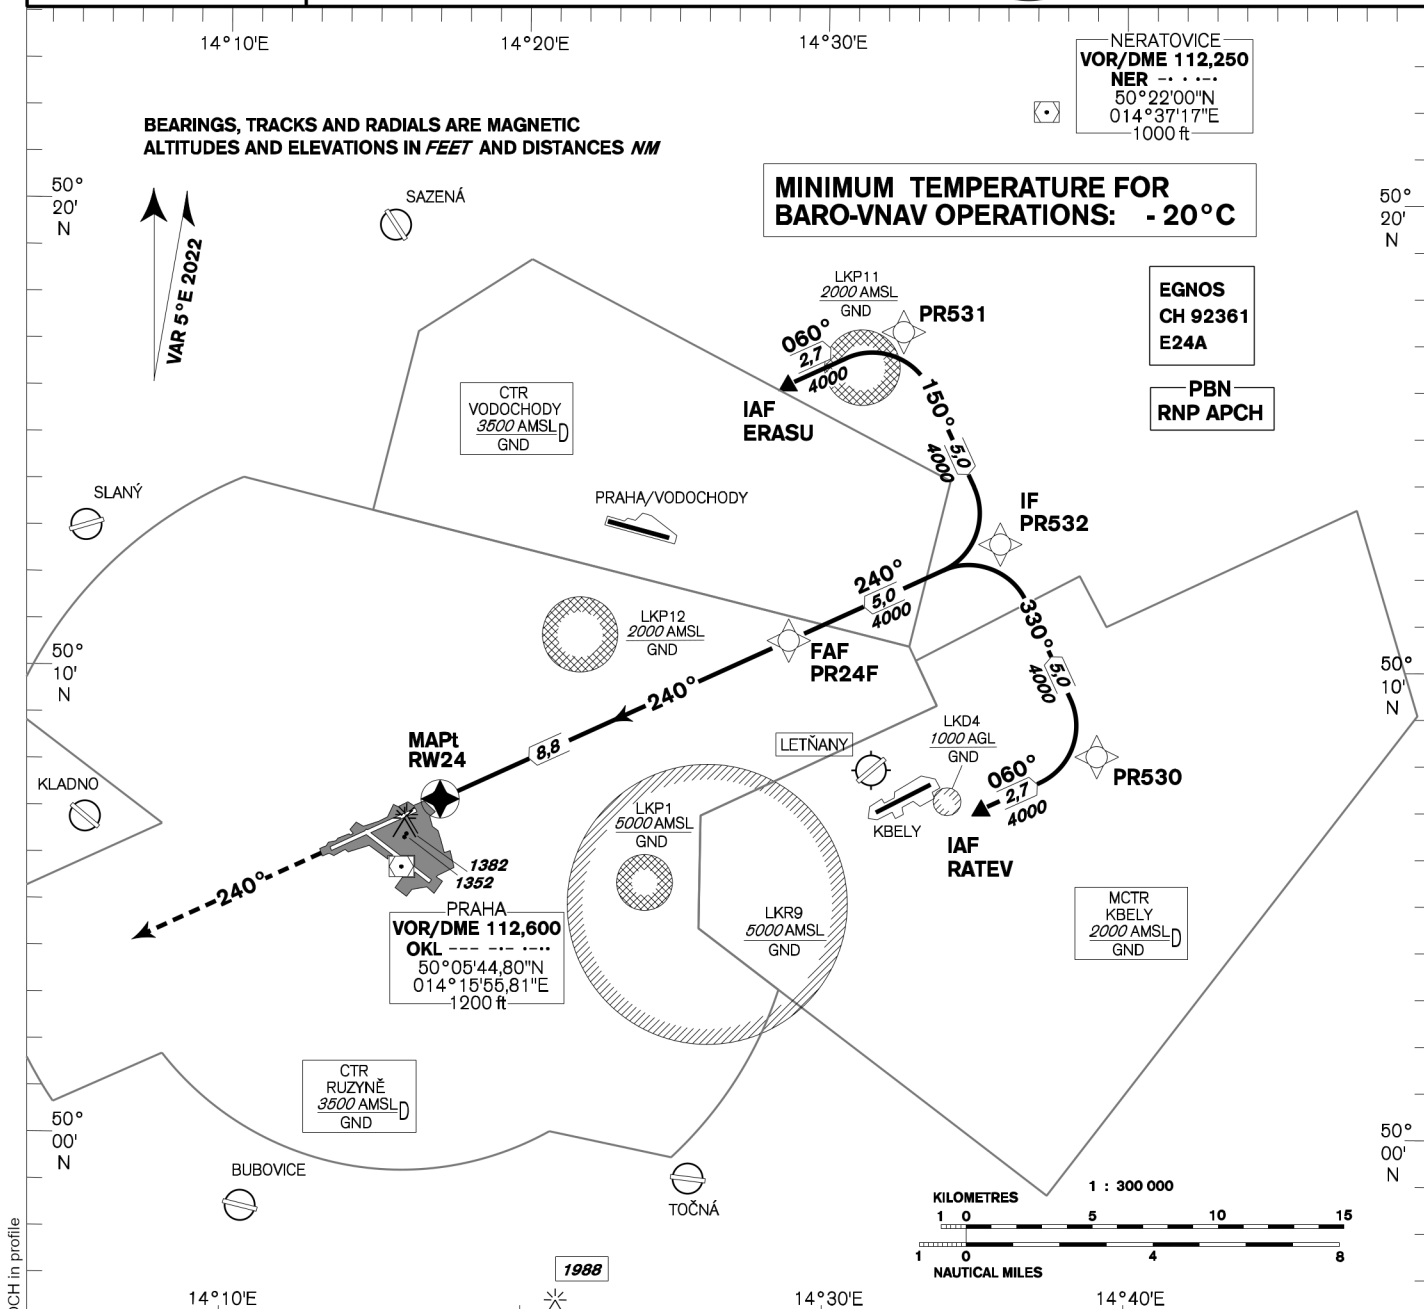 14°10'E
14°20'E
14°30'E
NERATOVICE
VOR/DME 112,250
NER -· · ·-·
50°22'00"N
014°37'17"E
1000 ft
BEARINGS, TRACKS AND RADIALS ARE MAGNETIC
ALTITUDES AND ELEVATIONS IN FEET AND DISTANCES NM
MINIMUM TEMPERATURE FOR
BARO-VNAV OPERATIONS: - 20°C
50°
20'
N
50°
20'
N
SAZENÁ
VAR 5°E 2022
LKP11
2000 AMSL
GND
PR531
EGNOS
CH 92361
E24A
PBN
RNP APCH
060°
2,7
4000
IAF
ERASU
150°
5,0
4000
CTR
VODOCHODY
3500 AMSL D
GND
SLANÝ
PRAHA/VODOCHODY
IF
PR532
240°
5,0
4000
LKP12
2000 AMSL
GND
FAF
PR24F
330°
5,0
4000
50°
10'
N
50°
10'
N
240°
8,8
MAPt
RW24
LETŇANY
LKD4
1000 AGL
GND
PR530
060°
2,7
4000
KBELY
IAF
RATEV
KLADNO
LKP1
5000 AMSL
GND
1382
1352
240°
PRAHA
VOR/DME 112,600
OKL --- -·- ·-··
50°05'44,80"N
014°15'55,81"E
1200 ft
LKR9
5000 AMSL
GND
MCTR
KBELY
2000 AMSL D
GND
CTR
RUZYNĚ
3500 AMSL D
GND
50°
00'
N
50°
00'
N
BUBOVICE
TOČNÁ
1988
1 : 300 000
KILOMETRES
1 0 5 10 15
1 0 4 8
NAUTICAL MILES
OCH in profile
14°10'E
14°30'E
14°40'E